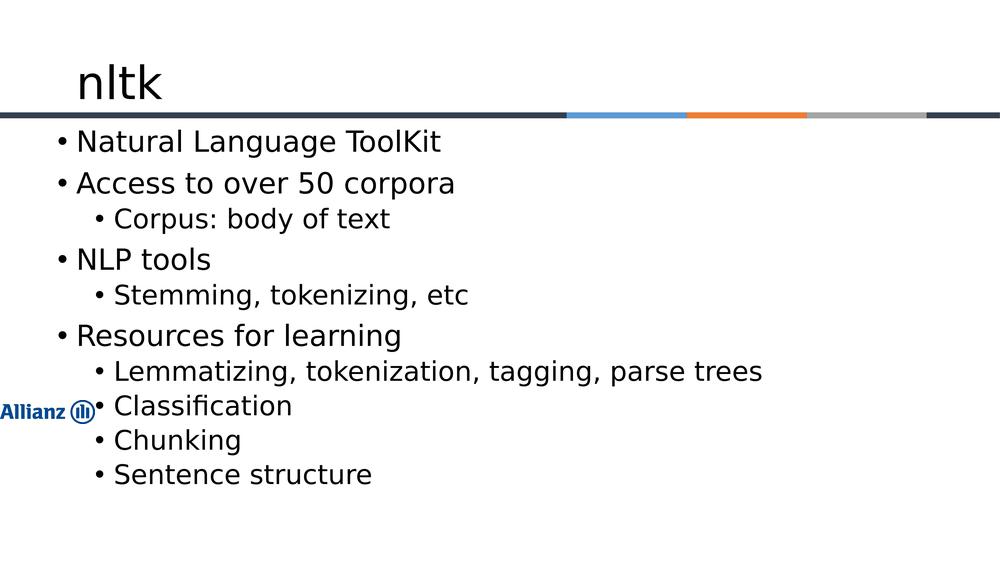 nltk
• Natural Language ToolKit
• Access to over 50 corpora
• Corpus: body of text
• NLP tools
• Stemming, tokenizing, etc
• Resources for learning
• Lemmatizing, tokenization, tagging, parse trees
Allianz
• Classification
• Chunking
• Sentence structure